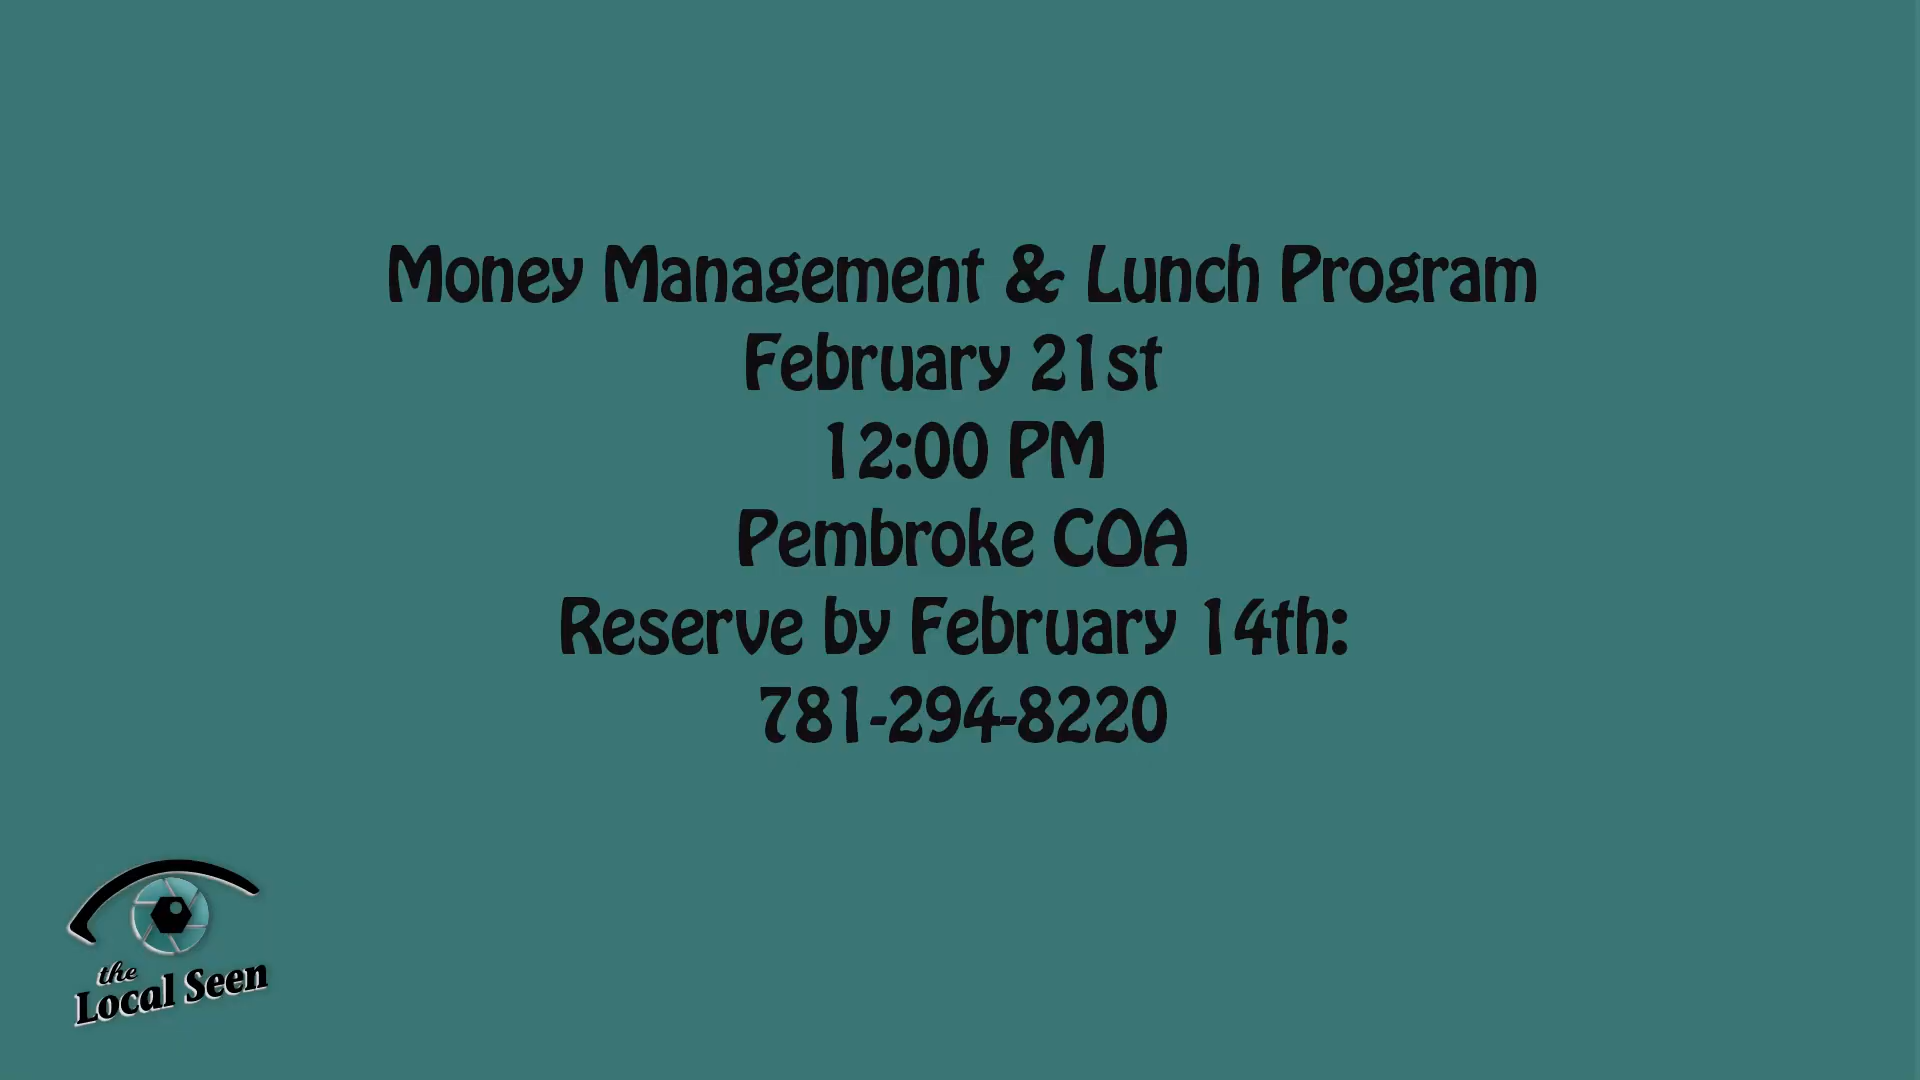 Money Management & Lunch Program
February 21st
12:00 PM
Pembroke COA
Reserve by February 14th:
781-294-8220
the
Local Seen